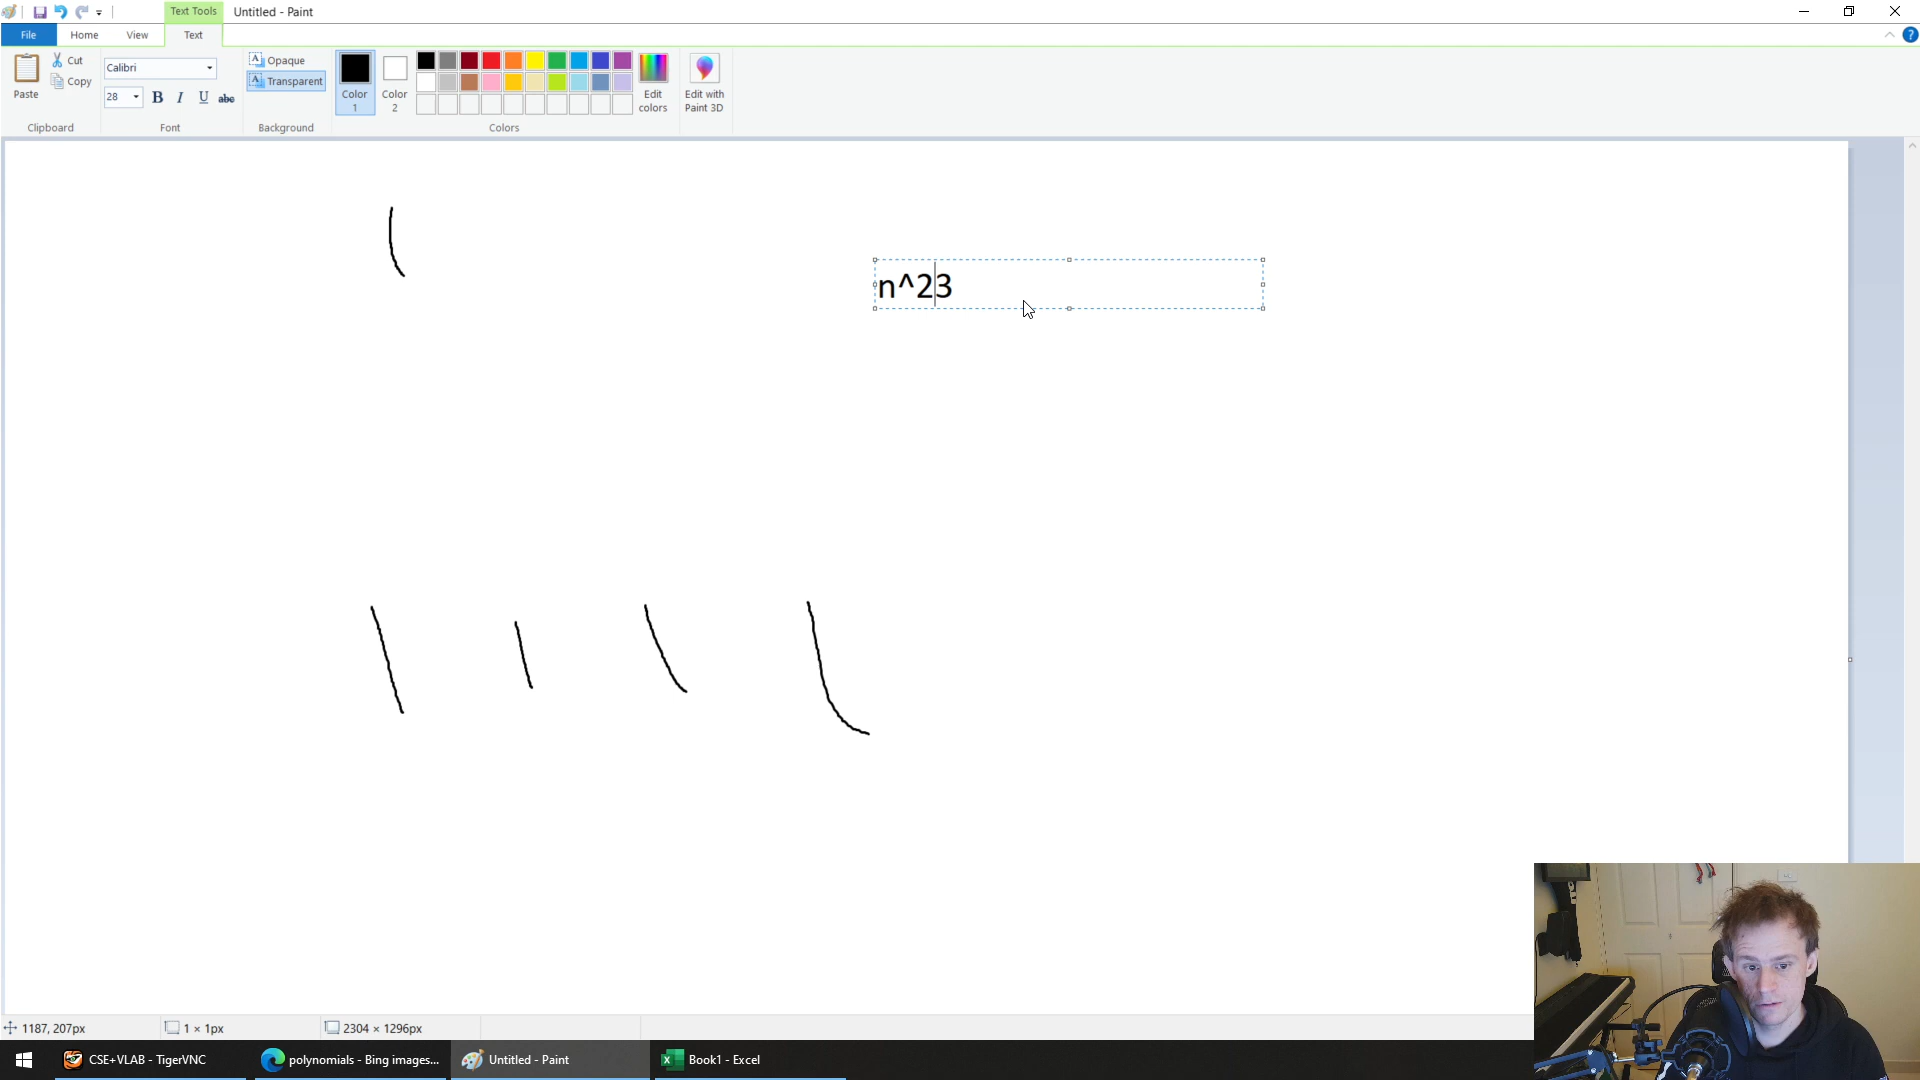 Text Tools
Untitled - Paint
File
Home
View
Text
?
Paste
Cut
Copy
Clipboard
Calibri
28
B
I
U
abc
Font
A
Opaque
A
Transparent
Background
Color
1
Color
2
Colors
Edit
colors
Edit with
Paint 3D
n^23
1187, 207px
1 × 1px
2304 × 1296px
CSE+VLAB - TigerVNC
polynomials - Bing images...
Untitled - Paint
Book1 - Excel